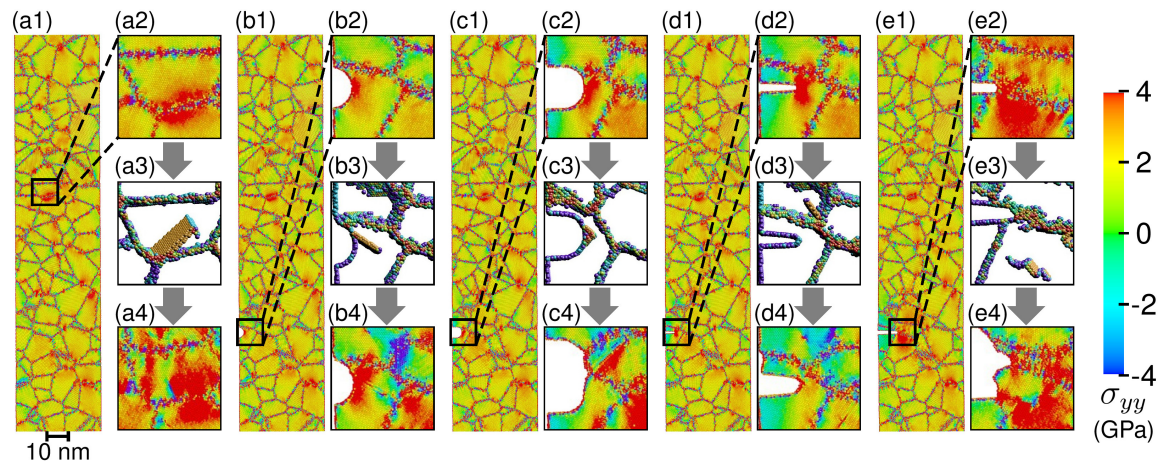 (a1) (a2) (b1) (b2) (c1) (c2) (d1) (d2) (e1) (e2)
(a3) (b3) (c3) (d3) (e3)
(a4) (b4) (c4) (d4) (e4)
4
2
0
-2
-4
σyy
(GPa)
10 nm